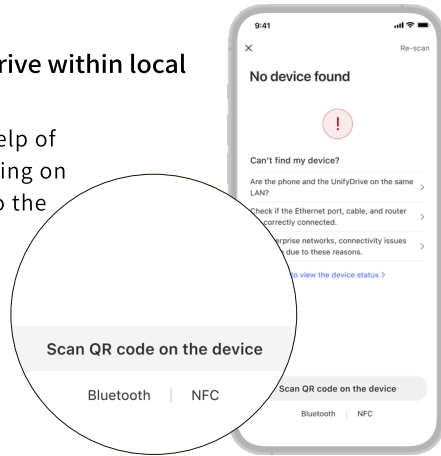 rive within local
elp of
ing on
o the
9:41
Re-scan
No device found
!
Can't find my device?
Are the phone and the UnifyDrive on the same
LAN?
Check if the Ethernet port, cable, and router
correctly connected.
erprise networks, connectivity issues
due to these reasons.
to view the device status >
Scan QR code on the device
Bluetooth | NFC
Scan QR code on the device
Bluetooth | NFC